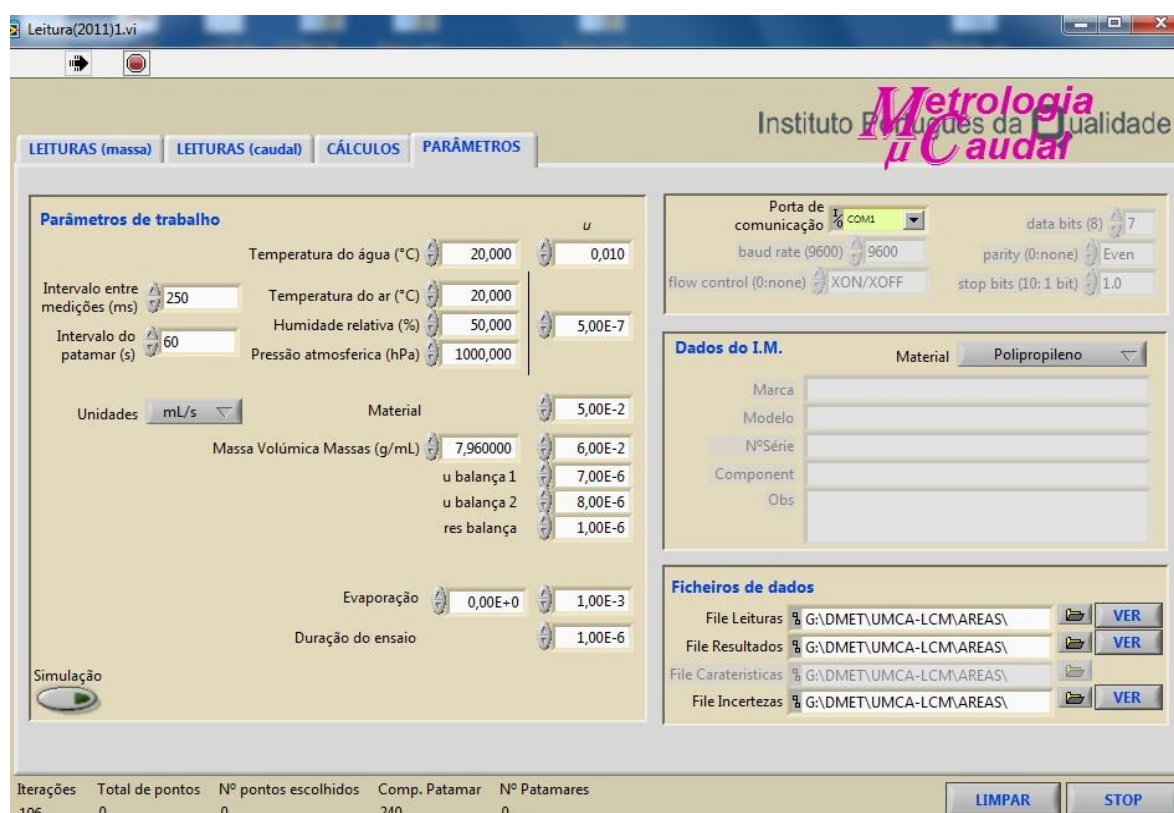 Leitura(2011)1.vi
Instituto Português da Qualidade
Metrologia
µ Caudal
LEITURAS (massa) LEITURAS (caudal) CÁLCULOS PARÂMETROS
Parâmetros de trabalho
u
Temperatura do água (°C) 20,000 0,010
Intervalo entre
medições (ms) 250
Temperatura do ar (°C) 20,000
Humidade relativa (%) 50,000 5,00E-7
Intervalo do
patamar (s) 60
Pressão atmosferica (hPa) 1000,000
Unidades mL/s
Material 5,00E-2
Massa Volúmica Massas (g/mL) 7,960000 6,00E-2
u balança 1 7,00E-6
u balança 2 8,00E-6
res balança 1,00E-6
Evaporação 0,00E+0 1,00E-3
Duração do ensaio 1,00E-6
Simulação
Porta de
comunicação I/O COM1
data bits (8) 7
baud rate (9600) 9600
parity (0:none) Even
flow control (0:none) XON/XOFF
stop bits (10: 1 bit) 1.0
Dados do I.M.
Material Polipropileno
Marca
Modelo
NºSérie
Component
Obs
Ficheiros de dados
File Leituras G:\DMET\UMCA-LCM\AREAS\ VER
File Resultados G:\DMET\UMCA-LCM\AREAS\ VER
File Carateristicas G:\DMET\UMCA-LCM\AREAS\
File Incertezas G:\DMET\UMCA-LCM\AREAS\ VER
Iterações Total de pontos Nº pontos escolhidos Comp. Patamar Nº Patamares
106 0 0 240 0
LIMPAR STOP